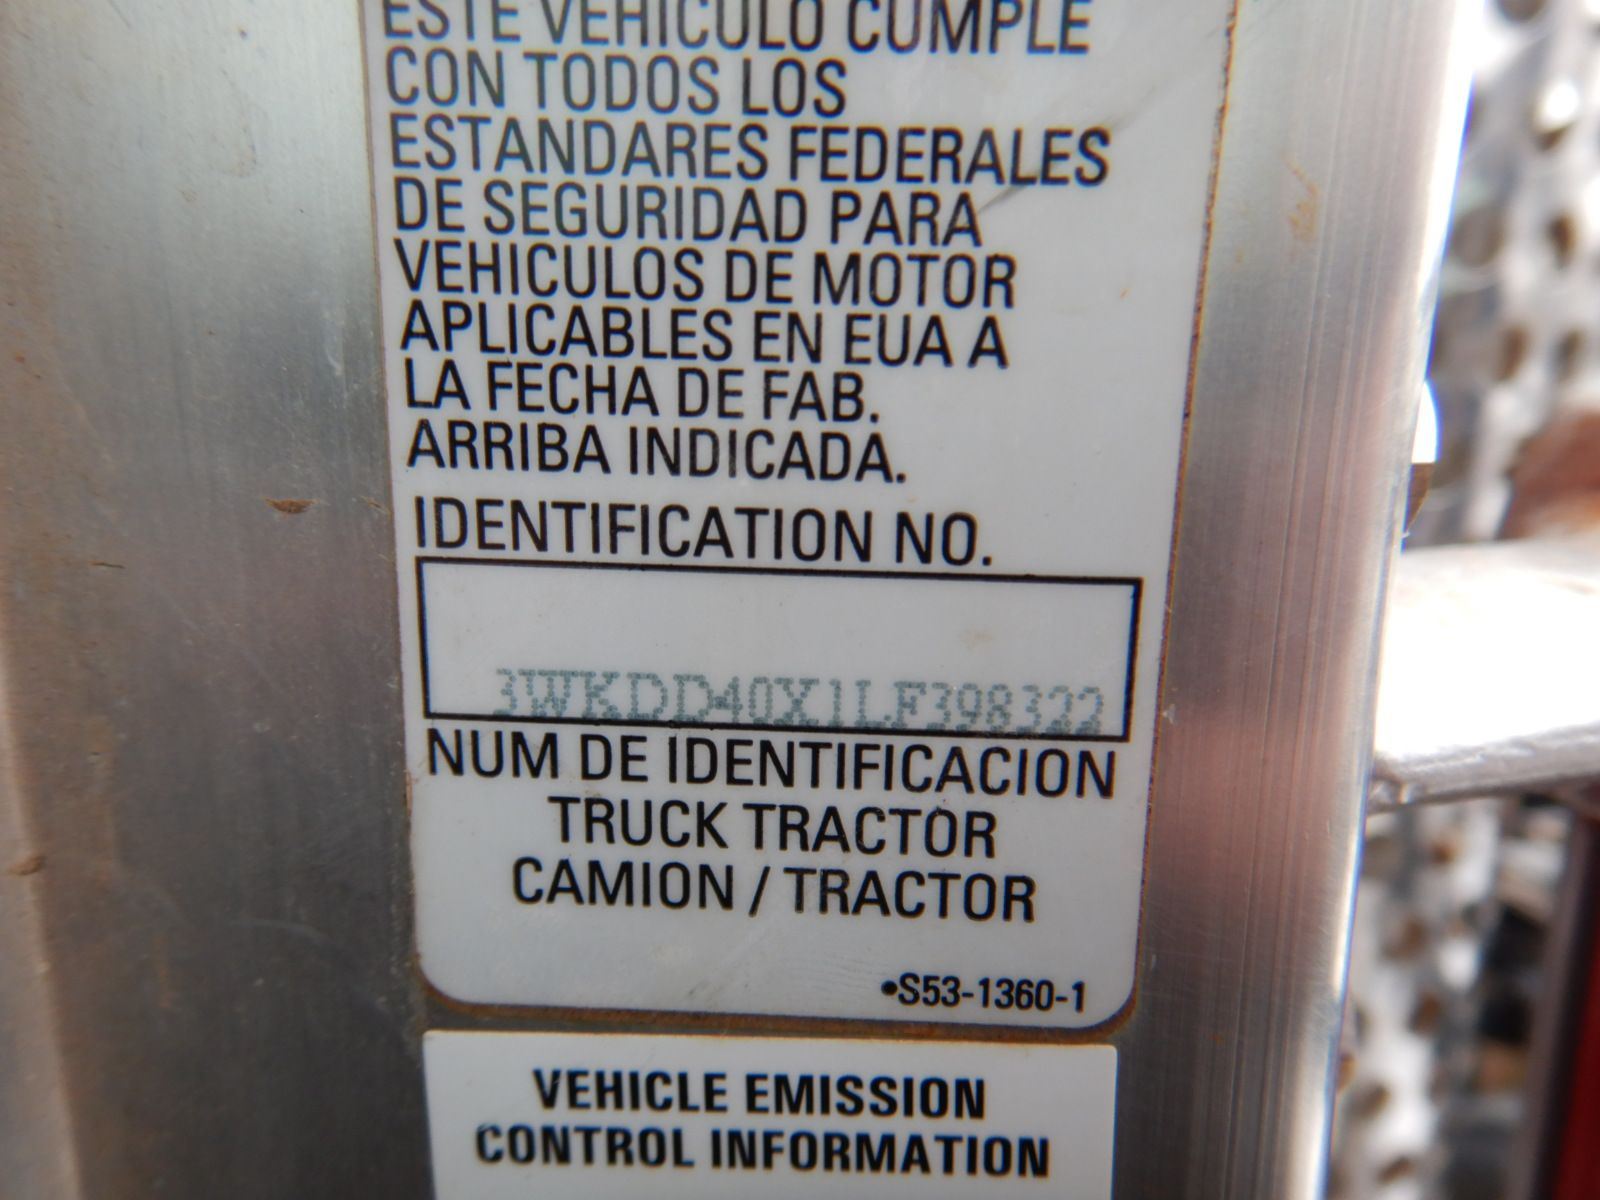 ESTE VEHICULO CUMPLE
CON TODOS LOS
ESTANDARES FEDERALES
DE SEGURIDAD PARA
VEHICULOS DE MOTOR
APLICABLES EN EUA A
LA FECHA DE FAB.
ARRIBA INDICADA.
IDENTIFICATION NO.
3WKDD40X1LF398322
NUM DE IDENTIFICACION
TRUCK TRACTOR
CAMION / TRACTOR
•S53-1360-1
VEHICLE EMISSION
CONTROL INFORMATION